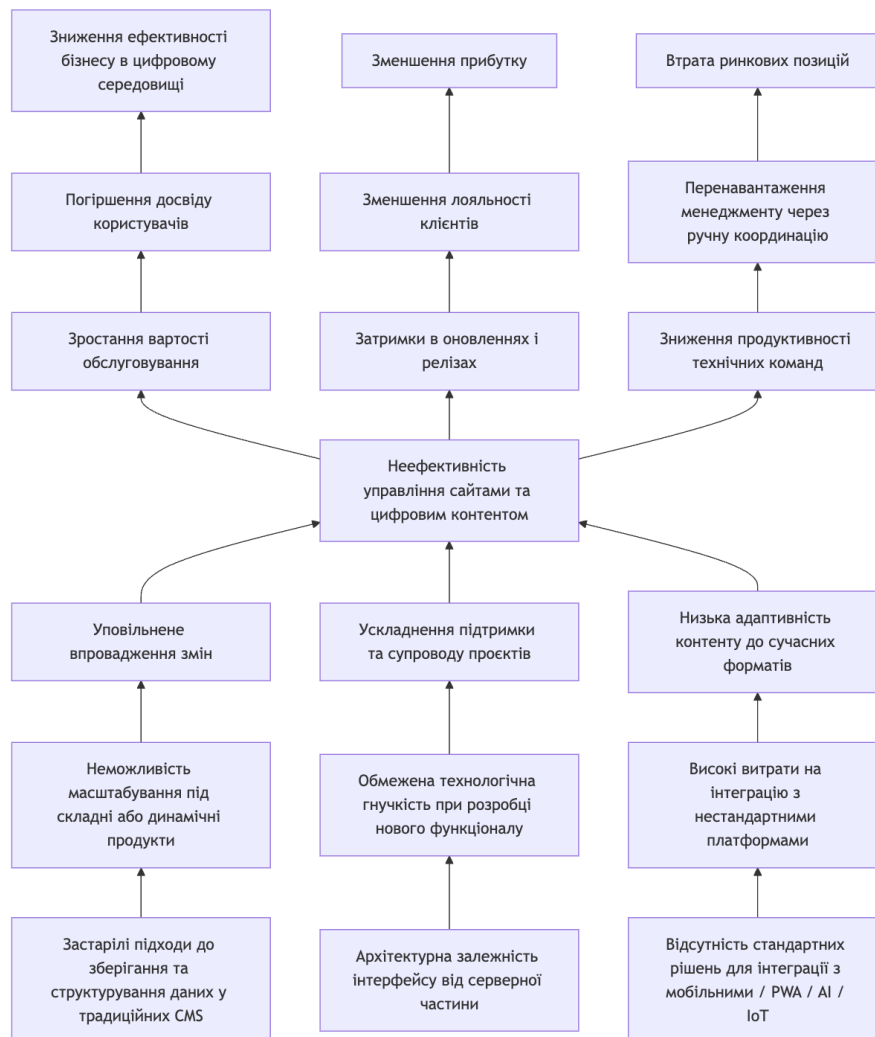 Зниження ефективності
бізнесу в цифровому
середовищі
Зменшення прибутку
Втрата ринкових позицій
Погіршення досвіду
користувачів
Зменшення лояльності
клієнтів
Перенавантаження
менеджменту через
ручну координацію
Зростання вартості
обслуговування
Затримки в оновленнях і
релізах
Зниження продуктивності
технічних команд
Неефективність
управління сайтами та
цифровим контентом
Уповільнене
впровадження змін
Ускладнення підтримки
та супроводу проєктів
Низька адаптивність
контенту до сучасних
форматів
Неможливість
масштабування під
складні або динамічні
продукти
Обмежена технологічна
гнучкість при розробці
нового функціоналу
Високі витрати на
інтеграцію з
нестандартними
платформами
Застарілі підходи до
зберігання та
структурування даних у
традиційних CMS
Архітектурна залежність
інтерфейсу від серверної
частини
Відсутність стандартних
рішень для інтеграції з
мобільними / PWA / AI /
IoT